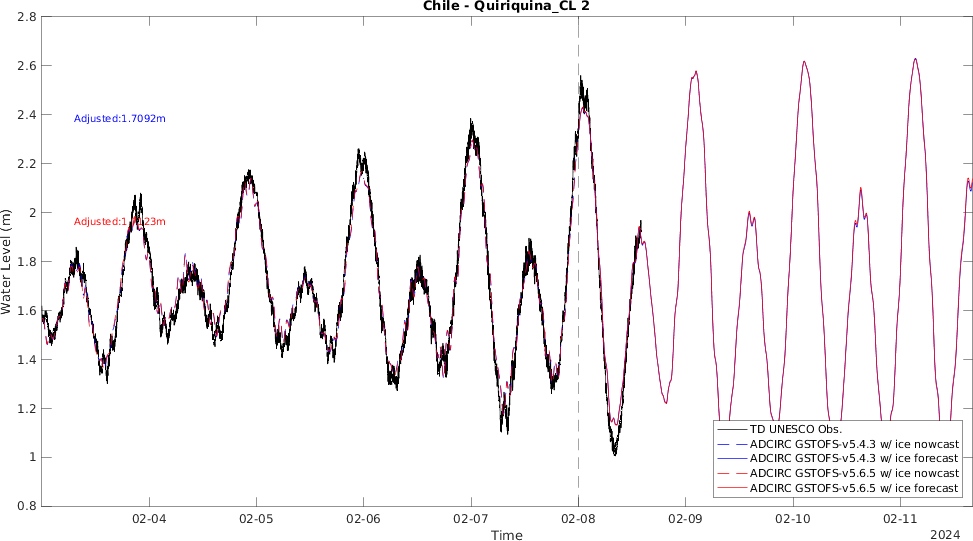 Chile - Quiriquina_CL 2
2.8
2.6
2.4
2.2
2
1.8
1.6
1.4
1.2
1
0.8
Water Level (m)
Adjusted:1.7092m
02-04
02-05
02-06
02-07
02-08
02-09
02-10
02-11
Time
2024
TD UNESCO Obs.
ADCIRC GSTOFS-v5.4.3 w/ ice nowcast
ADCIRC GSTOFS-v5.4.3 w/ ice forecast
ADCIRC GSTOFS-v5.6.5 w/ ice nowcast
ADCIRC GSTOFS-v5.6.5 w/ ice forecast